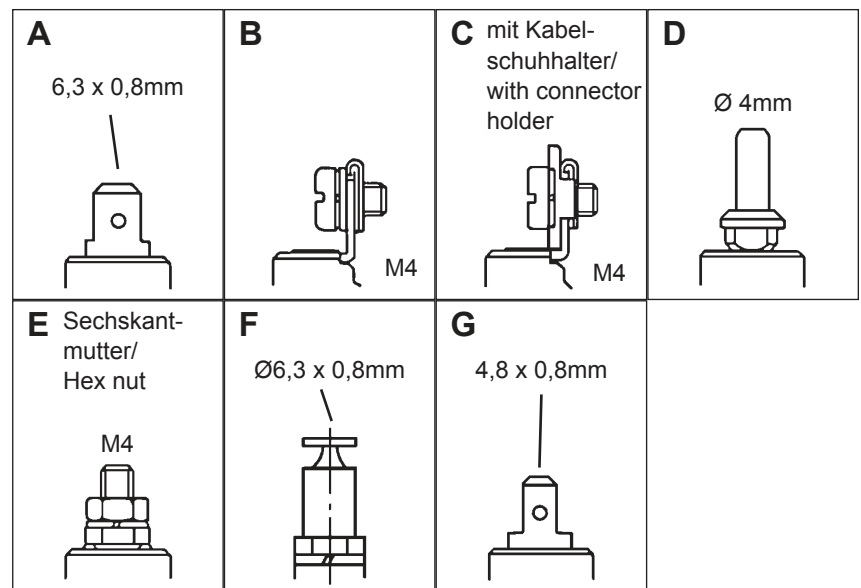 A
6,3 x 0,8mm
B
M4
C mit Kabel-
schuhhalter/
with connector
holder
M4
D
Ø 4mm
E Sechskant-
mutter/
Hex nut
M4
F
Ø6,3 x 0,8mm
G
4,8 x 0,8mm